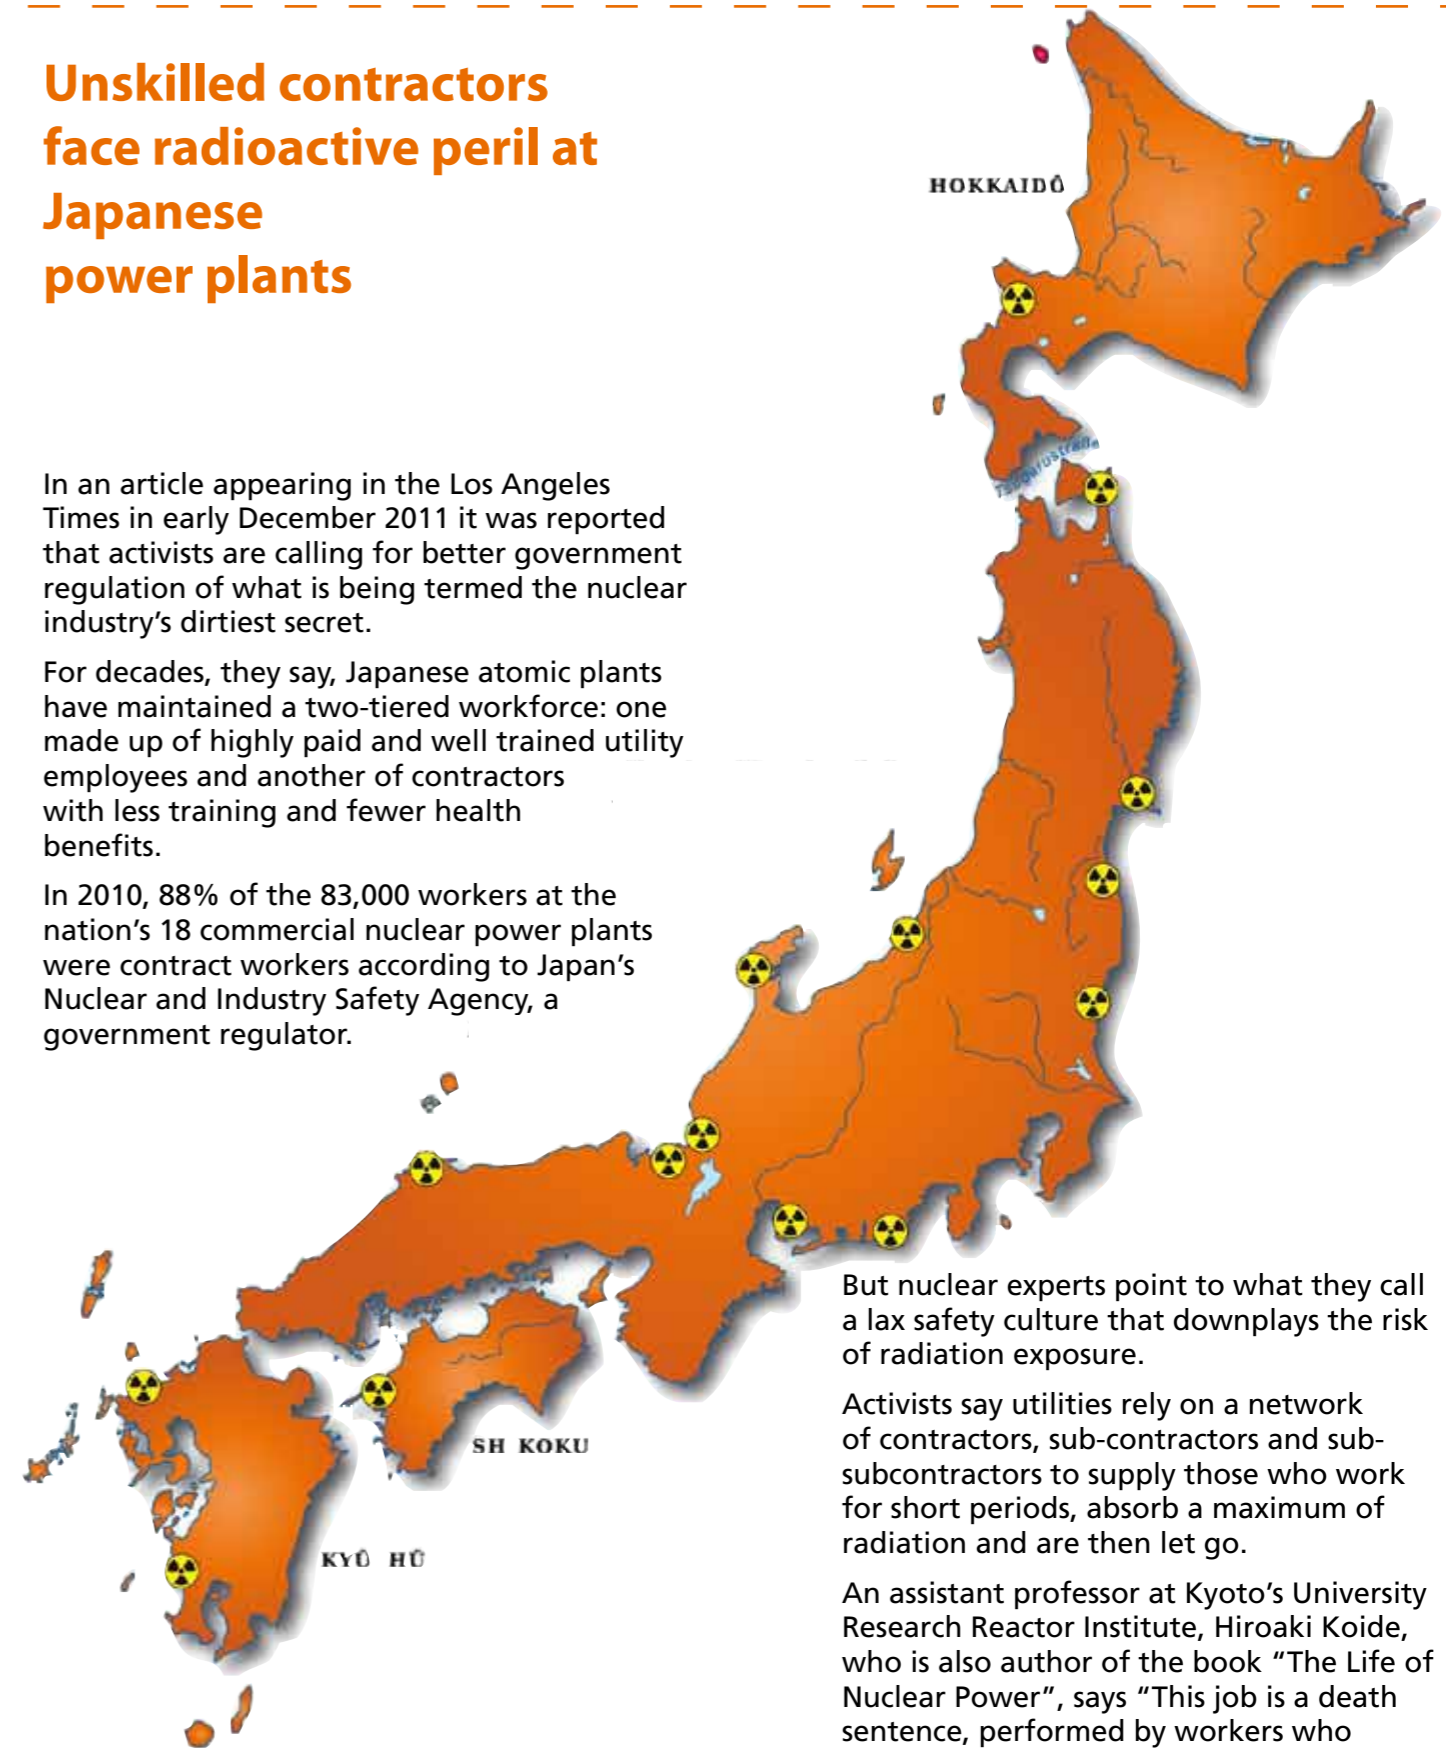 Unskilled contractors
face radioactive peril at
Japanese
power plants
In an article appearing in the Los Angeles
Times in early December 2011 it was reported
that activists are calling for better government
regulation of what is being termed the nuclear
industry’s dirtiest secret.
For decades, they say, Japanese atomic plants
have maintained a two-tiered workforce: one
made up of highly paid and well trained utility
employees and another of contractors
with less training and fewer health
benefits.
In 2010, 88% of the 83,000 workers at the
nation’s 18 commercial nuclear power plants
were contract workers according to Japan’s
Nuclear and Industry Safety Agency, a
government regulator.
HOKKAIDÔ
Tsugarustraße
SH KOKU
KYÛ HÛ
But nuclear experts point to what they call
a lax safety culture that downplays the risk
of radiation exposure.
Activists say utilities rely on a network
of contractors, sub-contractors and sub-
subcontractors to supply those who work
for short periods, absorb a maximum of
radiation and are then let go.
An assistant professor at Kyoto’s University
Research Reactor Institute, Hiroaki Koide,
who is also author of the book “The Life of
Nuclear Power”, says “This job is a death
sentence, performed by workers who